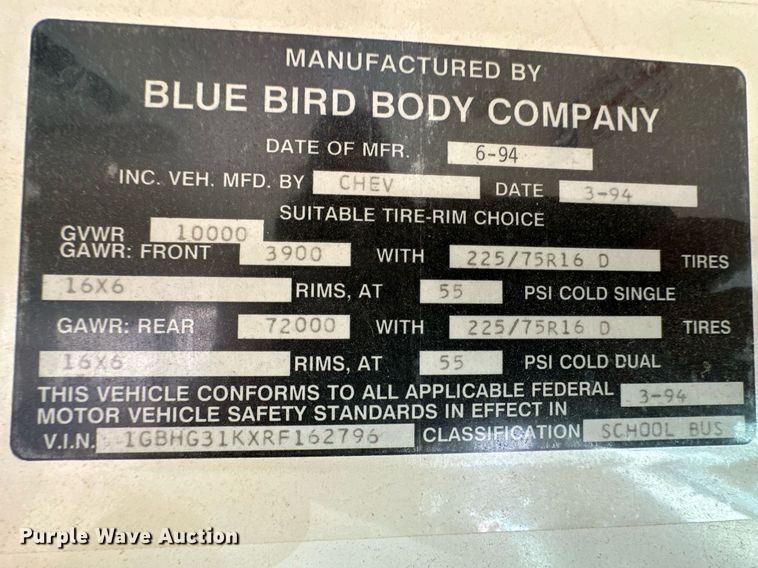 MANUFACTURED BY
BLUE BIRD BODY COMPANY
DATE OF MFR. 6-94
INC. VEH. MFD. BY CHEV DATE 3-94
SUITABLE TIRE-RIM CHOICE
GVWR 10000
GAWR: FRONT 3900 WITH 225/75R16 D TIRES
16X6 RIMS, AT 55 PSI COLD SINGLE
GAWR: REAR 72000 WITH 225/75R16 D TIRES
16X6 RIMS, AT 55 PSI COLD DUAL
THIS VEHICLE CONFORMS TO ALL APPLICABLE FEDERAL 3-94
MOTOR VEHICLE SAFETY STANDARDS IN EFFECT IN
V.I.N. 1GBHG31KXRF162796 CLASSIFICATION SCHOOL BUS
Purple Wave Auction